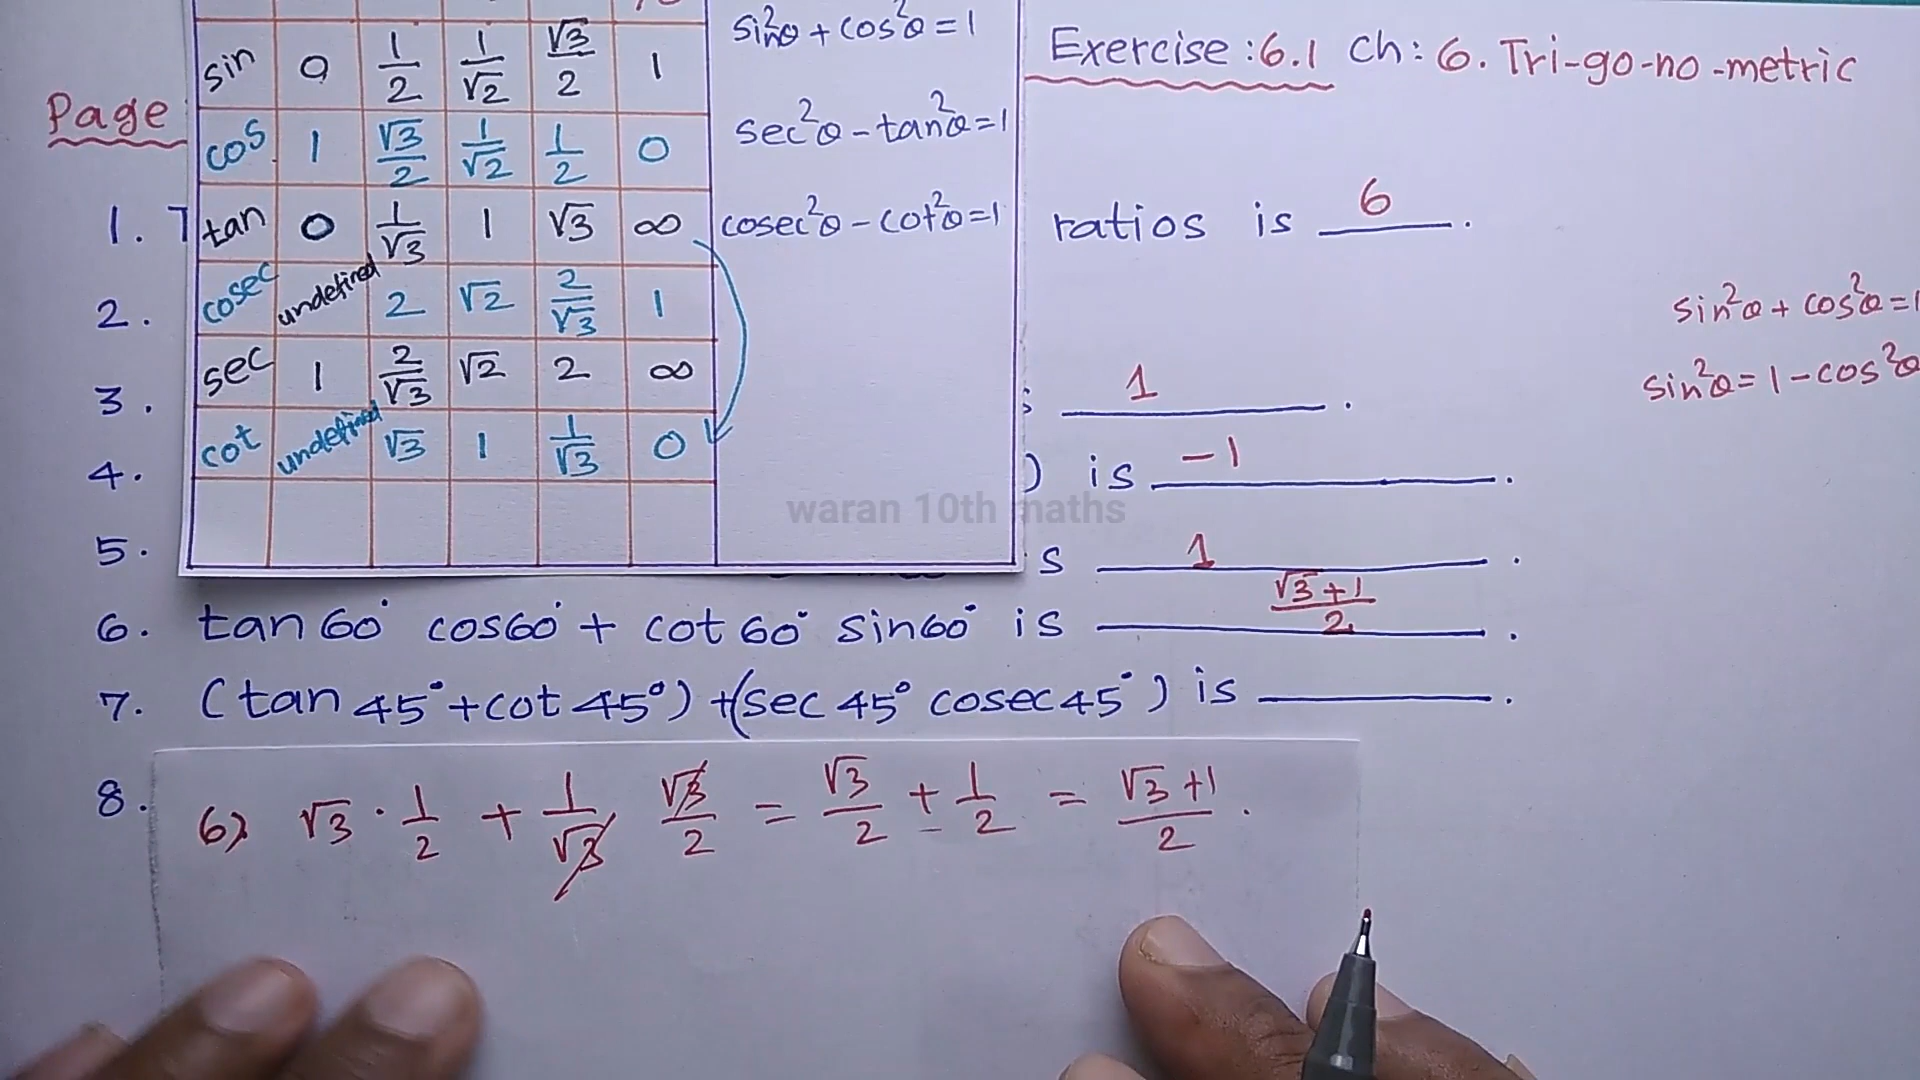 Exercise : 6.1 Ch: 6. Tri-go-no-metric
Page
sin 0 1/2 1/√2 √3/2 1
cos 1 √3/2 1/√2 1/2 0
tan 0 1/√3 1 √3 ∞
cosec undefined 2 √2 2/√3 1
sec 1 2/√3 √2 2 ∞
cot undefined √3 1 1/√3 0
sin²θ + cos²θ = 1
sec²θ - tan²θ = 1
cosec²θ - cot²θ = 1
1. T ratios is 6 .
sin²θ + cos²θ = 1
sin²θ = 1 - cos²θ
2.
3. 1 .
4. ) is -1 .
waran 10th maths
5. s 1 .
6. tan 60° cos60° + cot 60° sin60° is (√3+1)/2 .
7. (tan 45° + cot 45°) + (sec 45° cosec 45°) is ______ .
8.
6) √3 · 1/2 + 1/√3 √3/2 = √3/2 + 1/2 = (√3+1)/2 .